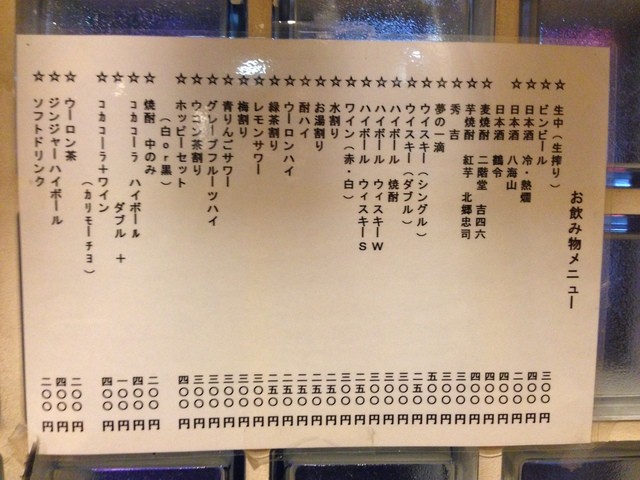 お飲み物メニュー
☆ 生中(生搾り) 三〇〇円
☆ ビンビール 四〇〇円
☆ 日本酒 冷・熱燗 二〇〇円
☆ 日本酒 八海山 四〇〇円
日本酒 鶴令 四〇〇円
☆ 麦焼酎 二階堂 吉四六 四〇〇円
☆ 芋焼酎 紅芋 北郷忠司 三〇〇円
☆ 秀吉 三〇〇円
☆ 夢の一滴 五〇〇円
☆ ウイスキー(シングル) 二五〇円
☆ ウイスキー(ダブル) 三〇〇円
☆ ハイボール 焼酎 三〇〇円
☆ ハイボール ウィスキーW 三〇〇円
☆ ハイボール ウィスキーS 二五〇円
☆ ワイン(赤・白) 三〇〇円
☆ 水割り 二五〇円
☆ お湯割り 二〇〇円
☆ 酎ハイ 二五〇円
☆ ウーロンハイ 二五〇円
☆ 緑茶割り 二五〇円
☆ レモンサワー 三〇〇円
☆ 梅割り 三〇〇円
☆ 青りんごサワー 三〇〇円
☆ グレープフルーツハイ 三〇〇円
☆ ウコン茶割り 三〇〇円
☆ ホッピーセット 四〇〇円
(白or黒)
☆ 焼酎 中のみ 二〇〇円
☆ コカコーラ ハイボール 四〇〇円
☆ ダブル + 一〇〇円
☆ コカコーラ+ワイン 四〇〇円
(カリモーチョ)
☆ ウーロン茶 二〇〇円
☆ ジンジャーハイボール 四〇〇円
☆ ソフトドリンク 二〇〇円